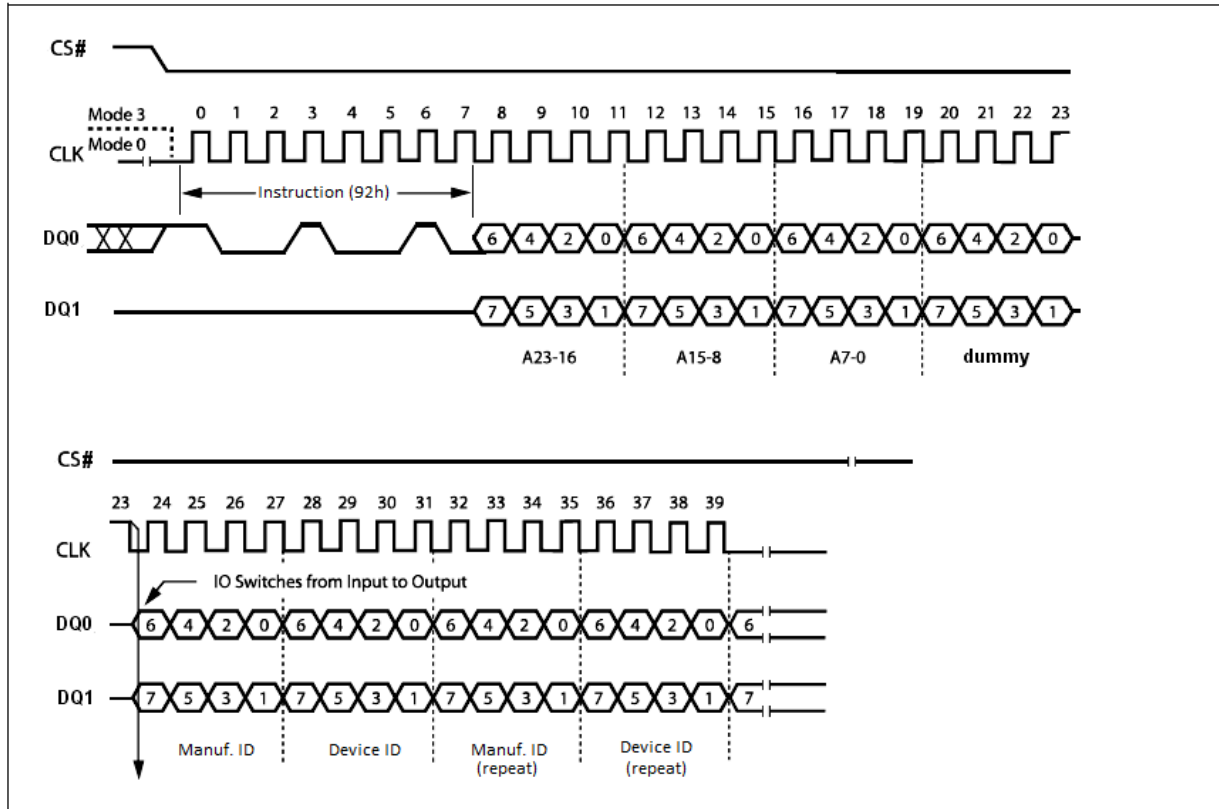 CS#
Mode 3
0 1 2 3 4 5 6 7 8 9 10 11 12 13 14 15 16 17 18 19 20 21 22 23
Mode 0
CLK
Instruction (92h)
DQ0 6 4 2 0 6 4 2 0 6 4 2 0 6 4 2 0
DQ1 7 5 3 1 7 5 3 1 7 5 3 1 7 5 3 1
A23-16 A15-8 A7-0 dummy
CS#
23 24 25 26 27 28 29 30 31 32 33 34 35 36 37 38 39
CLK
IO Switches from Input to Output
DQ0 6 4 2 0 6 4 2 0 6 4 2 0 6 4 2 0 6
DQ1 7 5 3 1 7 5 3 1 7 5 3 1 7 5 3 1 7
Manuf. ID Device ID Manuf. ID Device ID
(repeat) (repeat)